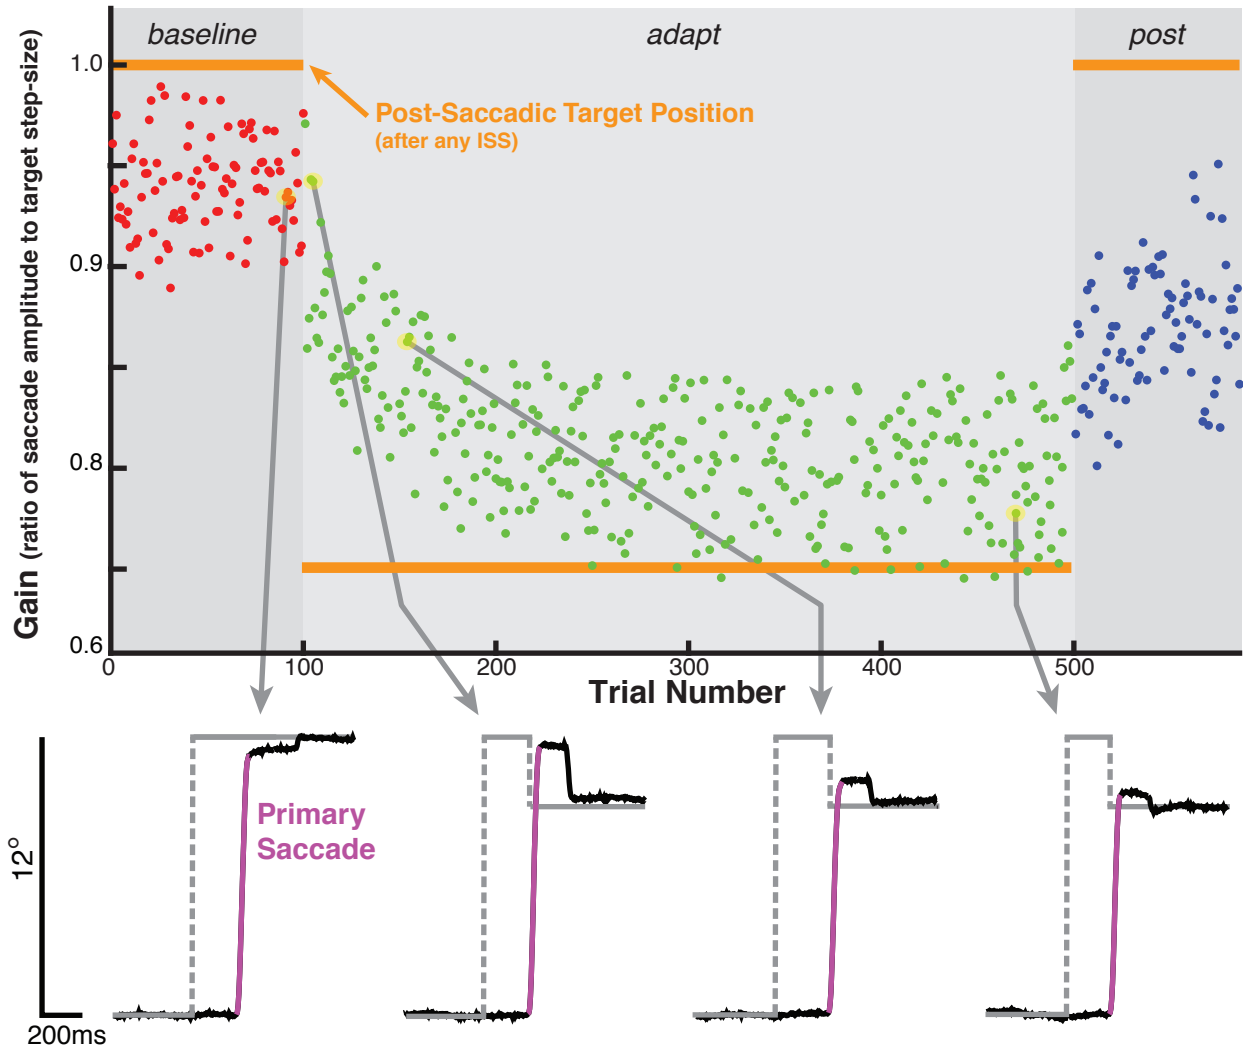 baseline
adapt
post
Gain (ratio of saccade amplitude to target step-size)
1.0
0.9
0.8
0.6
Post-Saccadic Target Position
(after any ISS)
0
100
200
300
400
500
Trial Number
Primary
Saccade
12°
200ms